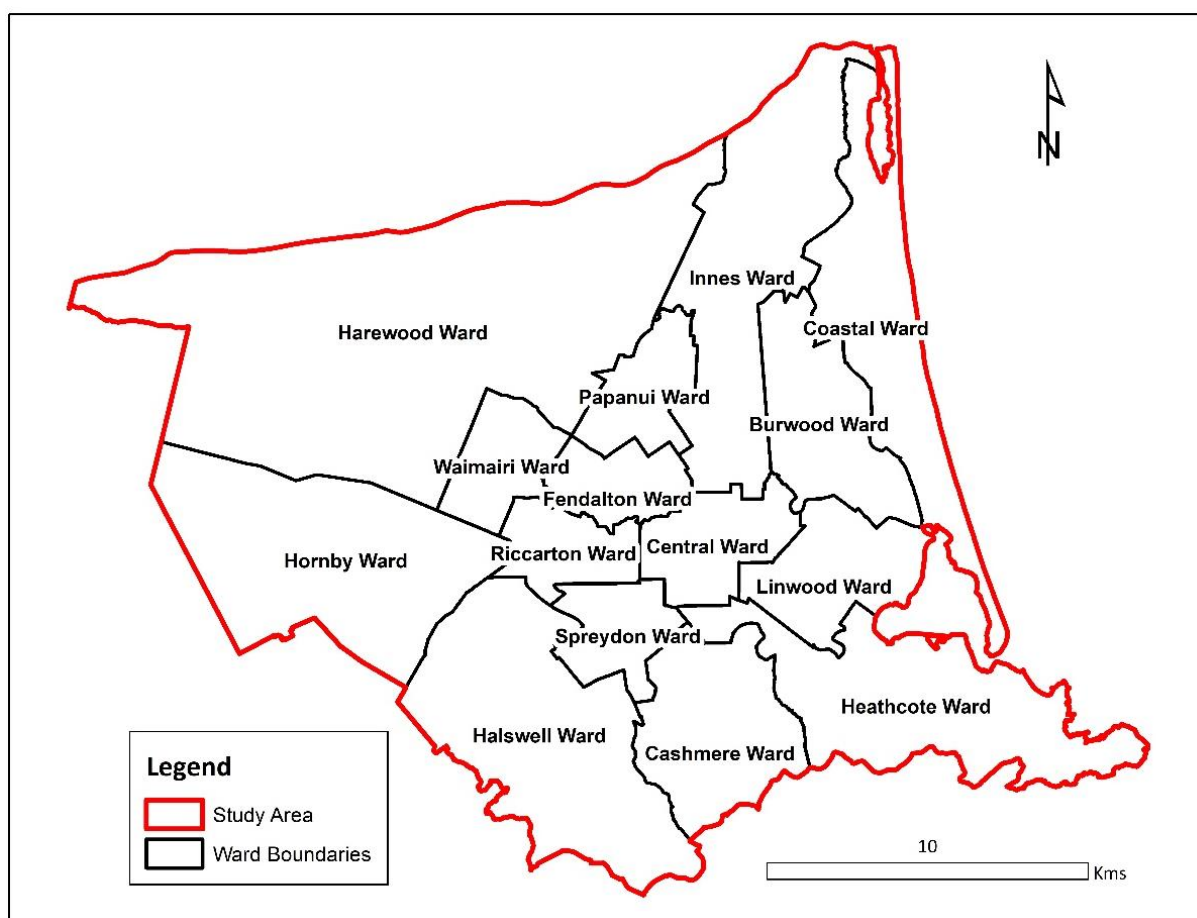 N
Innes Ward
Harewood Ward
Coastal Ward
Papanui Ward
Burwood Ward
Waimairi Ward
Fendalton Ward
Hornby Ward
Riccarton Ward
Central Ward
Linwood Ward
Spreydon Ward
Heathcote Ward
Halswell Ward
Cashmere Ward
Legend
Study Area
Ward Boundaries
10
Kms